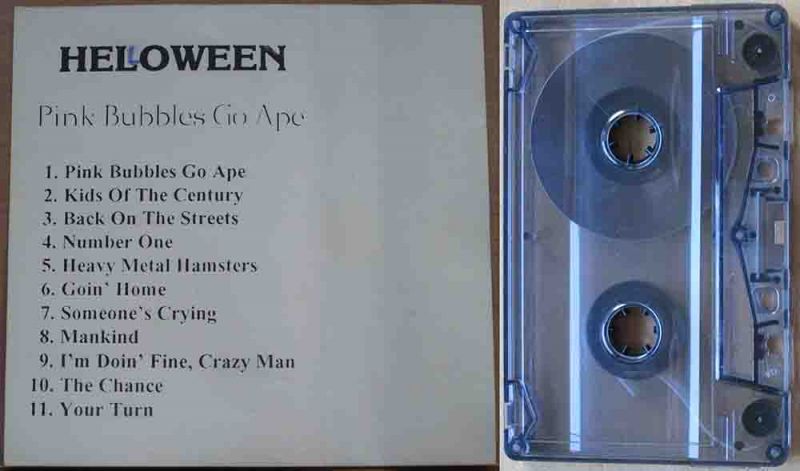 HELLOWEEN
Pink Bubbles Go Ape
1. Pink Bubbles Go Ape
2. Kids Of The Century
3. Back On The Streets
4. Number One
5. Heavy Metal Hamsters
6. Goin' Home
7. Someone's Crying
8. Mankind
9. I'm Doin' Fine, Crazy Man
10. The Chance
11. Your Turn